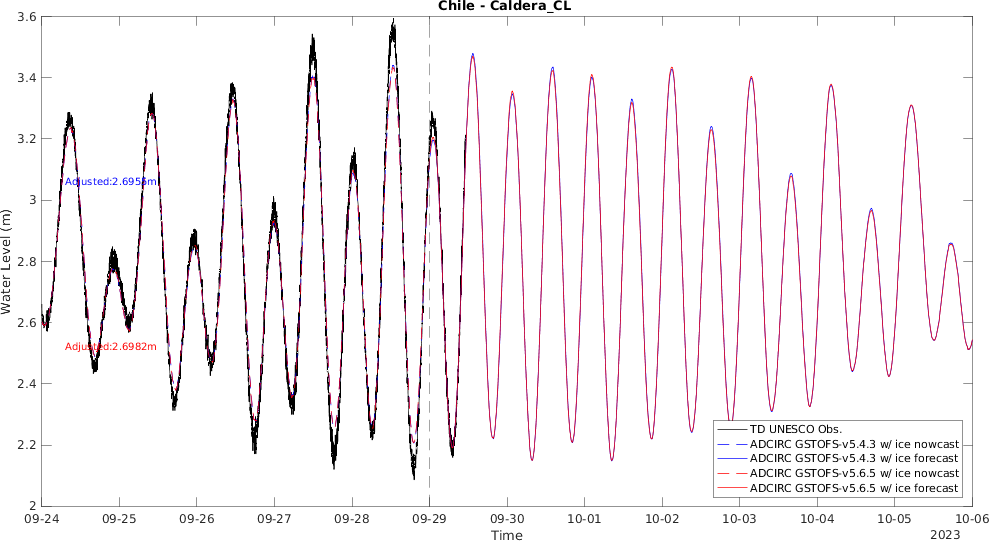 Chile - Caldera_CL
Water Level (m)
3.6
3.4
3.2
3
2.8
2.6
2.4
2.2
2
Adjusted:2.6955m
Adjusted:2.6982m
TD UNESCO Obs.
ADCIRC GSTOFS-v5.4.3 w/ ice nowcast
ADCIRC GSTOFS-v5.4.3 w/ ice forecast
ADCIRC GSTOFS-v5.6.5 w/ ice nowcast
ADCIRC GSTOFS-v5.6.5 w/ ice forecast
09-24 09-25 09-26 09-27 09-28 09-29 09-30 10-01 10-02 10-03 10-04 10-05 10-06
Time
2023